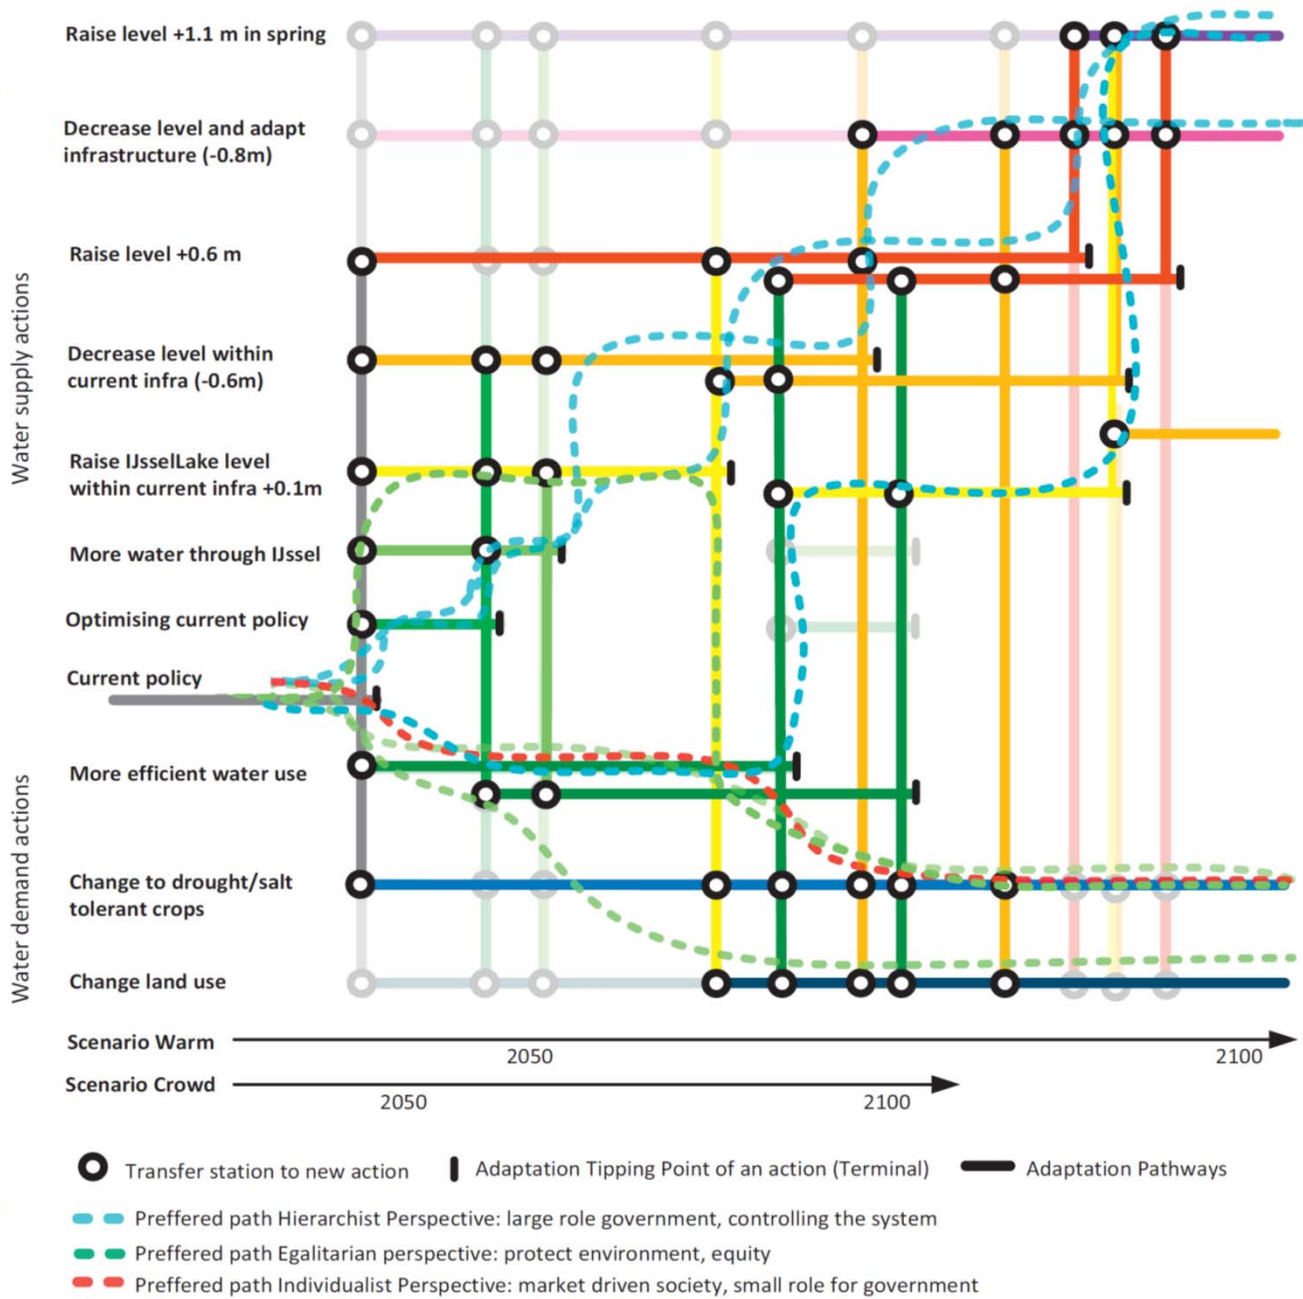 Raise level +1.1 m in spring
Decrease level and adapt
infrastructure (-0.8m)
Raise level +0.6 m
Decrease level within
current infra (-0.6m)
Raise IJsselLake level
within current infra +0.1m
More water through IJssel
Optimising current policy
Current policy
More efficient water use
Change to drought/salt
tolerant crops
Change land use
Water supply actions
Water demand actions
Scenario Warm
2050
2100
Scenario Crowd
2050
2100
Transfer station to new action
Adaptation Tipping Point of an action (Terminal)
Adaptation Pathways
Preffered path Hierarchist Perspective: large role government, controlling the system
Preffered path Egalitarian perspective: protect environment, equity
Preffered path Individualist Perspective: market driven society, small role for government